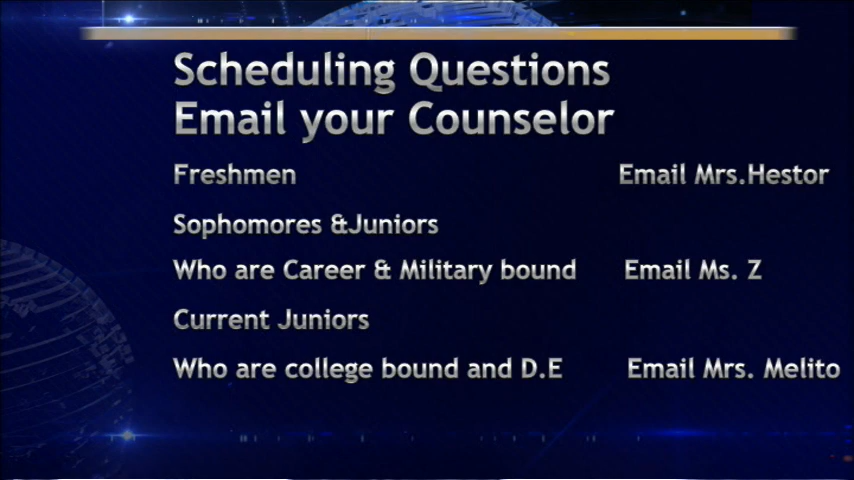 Scheduling Questions
Email your Counselor
Freshmen Email Mrs.Hestor
Sophomores &Juniors
Who are Career & Military bound Email Ms. Z
Current Juniors
Who are college bound and D.E Email Mrs. Melito